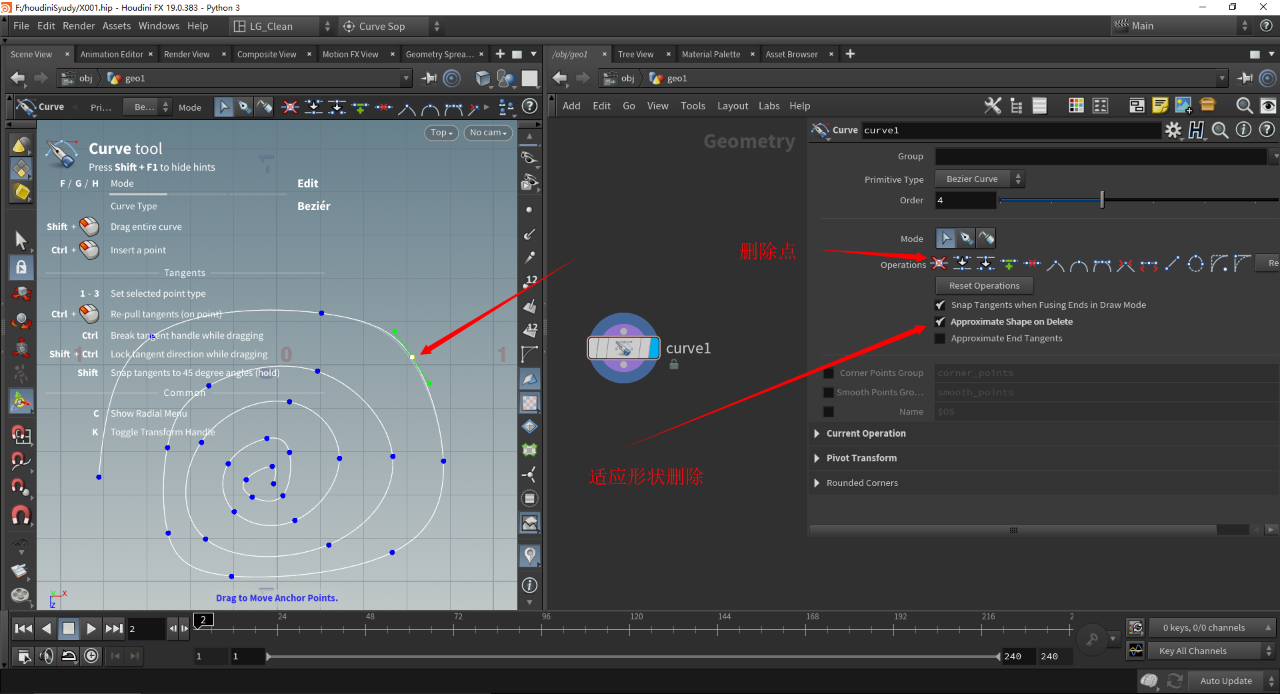 F:/houdiniSyudy/X001.hip - Houdini FX 19.0.383 - Python 3
File Edit Render Assets Windows Help LG_Clean Curve Sop Main
Scene View Animation Editor Render View Composite View Motion FX View Geometry Sprea...
/obj/geo1 Tree View Material Palette Asset Browser
obj geo1
obj geo1
Curve Pri... Be... Mode
Add Edit Go View Tools Layout Labs Help
Top No cam
Curve tool
Press Shift + F1 to hide hints
F / G / H Mode Edit
Curve Type Beziér
Shift + Drag entire curve
Ctrl + Insert a point
Tangents
1 - 3 Set selected point type
Ctrl + Re-pull tangents (on point)
Ctrl Break tangent handle while dragging
Shift + Ctrl Lock tangent direction while dragging
Shift Snap tangents to 45 degree angles (hold)
Common
C Show Radial Menu
K Toggle Transform Handle
1 0 1
12
12
Drag to Move Anchor Points.
Geometry
curve1
删除点
适应形状删除
Curve curve1
Group
Primitive Type Bezier Curve
Order 4
Mode
Operations Re
Reset Operations
Snap Tangents when Fusing Ends in Draw Mode
Approximate Shape on Delete
Approximate End Tangents
Corner Points Group corner_points
Smooth Points Gro... smooth_points
Name $OS
Current Operation
Pivot Transform
Rounded Corners
2 2 24 48 72 96 120 144 168 192 216 2
0 keys, 0/0 channels
1 1 240 240
Key All Channels
Auto Update